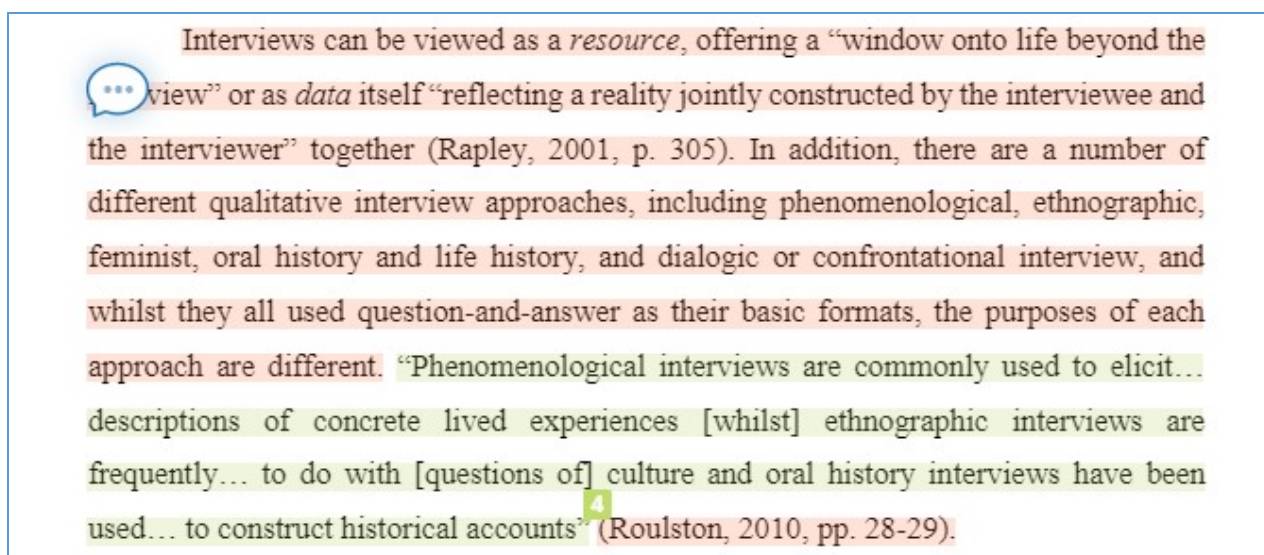 Interviews can be viewed as a resource, offering a “window onto life beyond the
view” or as data itself “reflecting a reality jointly constructed by the interviewee and
the interviewer” together (Rapley, 2001, p. 305). In addition, there are a number of
different qualitative interview approaches, including phenomenological, ethnographic,
feminist, oral history and life history, and dialogic or confrontational interview, and
whilst they all used question-and-answer as their basic formats, the purposes of each
approach are different. “Phenomenological interviews are commonly used to elicit…
descriptions of concrete lived experiences [whilst] ethnographic interviews are
frequently… to do with [questions of] culture and oral history interviews have been
used… to construct historical accounts” 4 (Roulston, 2010, pp. 28-29).